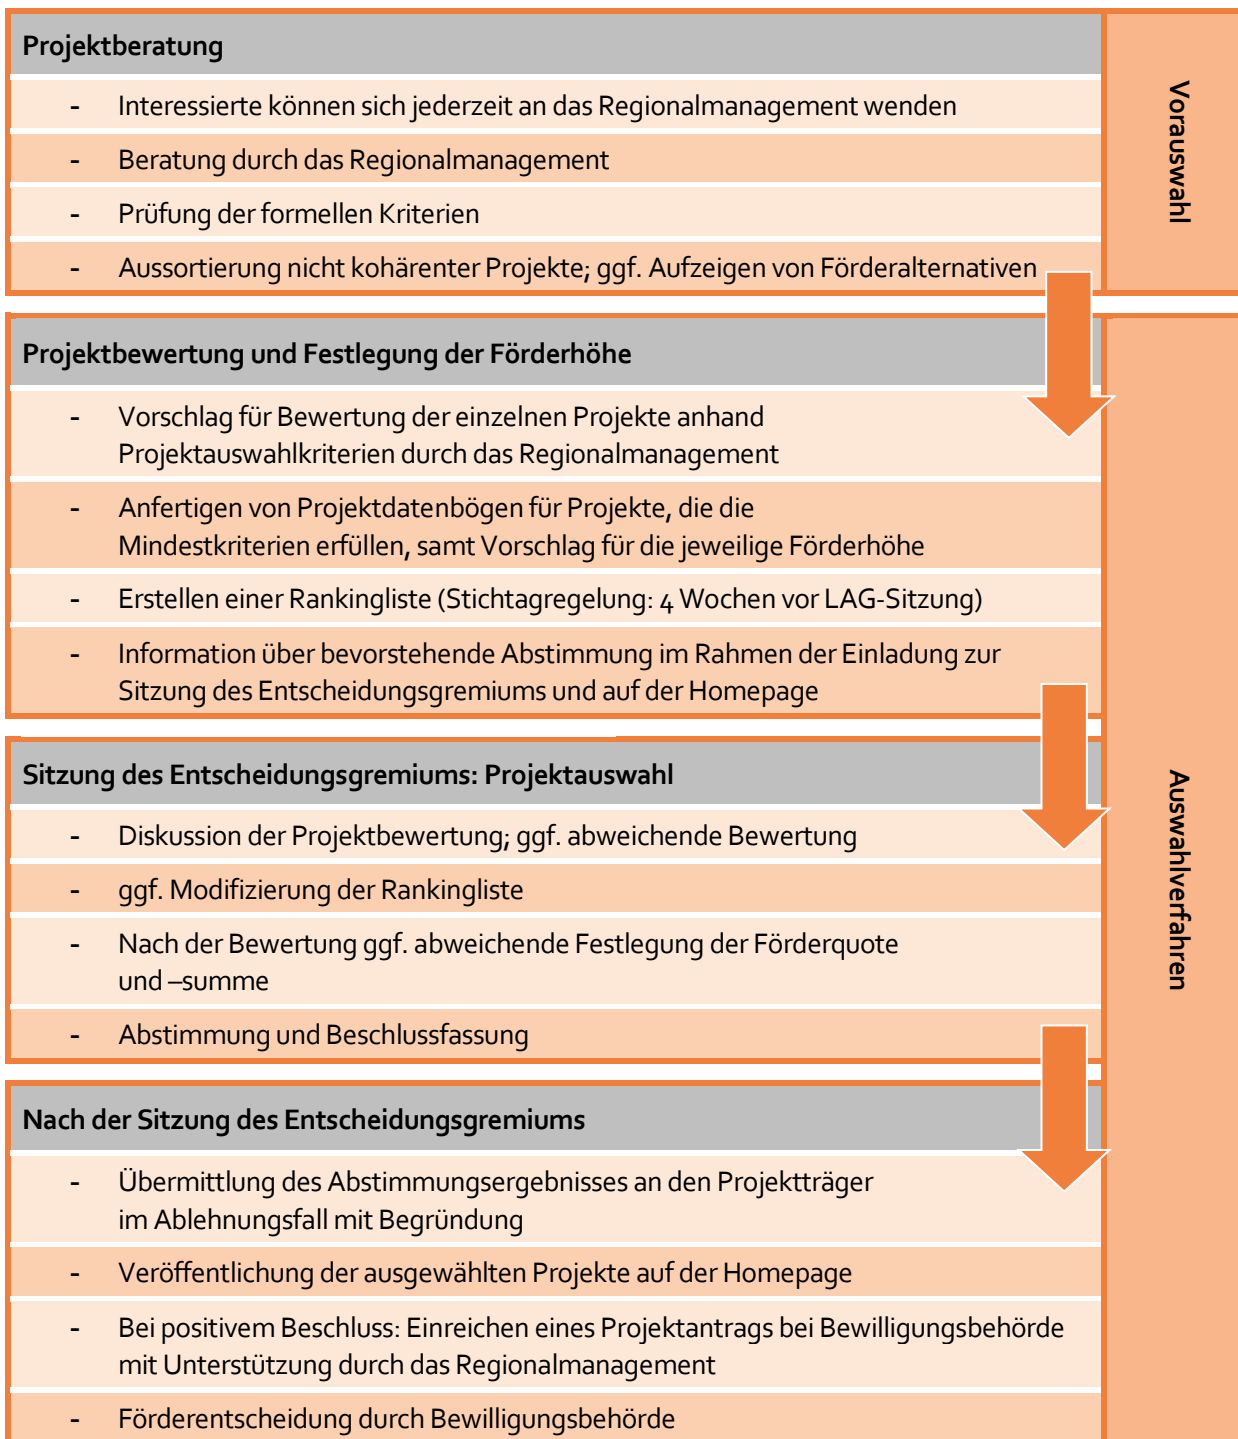 Projektberatung
- Interessierte können sich jederzeit an das Regionalmanagement wenden
- Beratung durch das Regionalmanagement
- Prüfung der formellen Kriterien
- Aussortierung nicht kohärenter Projekte; ggf. Aufzeigen von Förderalternativen
Vorauswahl
Projektbewertung und Festlegung der Förderhöhe
- Vorschlag für Bewertung der einzelnen Projekte anhand
Projektauswahlkriterien durch das Regionalmanagement
- Anfertigen von Projektdatenbögen für Projekte, die die
Mindestkriterien erfüllen, samt Vorschlag für die jeweilige Förderhöhe
- Erstellen einer Rankingliste (Stichtagregelung: 4 Wochen vor LAG-Sitzung)
- Information über bevorstehende Abstimmung im Rahmen der Einladung zur
Sitzung des Entscheidungsgremiums und auf der Homepage
Sitzung des Entscheidungsgremiums: Projektauswahl
- Diskussion der Projektbewertung; ggf. abweichende Bewertung
- ggf. Modifizierung der Rankingliste
- Nach der Bewertung ggf. abweichende Festlegung der Förderquote
und –summe
- Abstimmung und Beschlussfassung
Nach der Sitzung des Entscheidungsgremiums
- Übermittlung des Abstimmungsergebnisses an den Projektträger
im Ablehnungsfall mit Begründung
- Veröffentlichung der ausgewählten Projekte auf der Homepage
- Bei positivem Beschluss: Einreichen eines Projektantrags bei Bewilligungsbehörde
mit Unterstützung durch das Regionalmanagement
- Förderentscheidung durch Bewilligungsbehörde
Auswahlverfahren